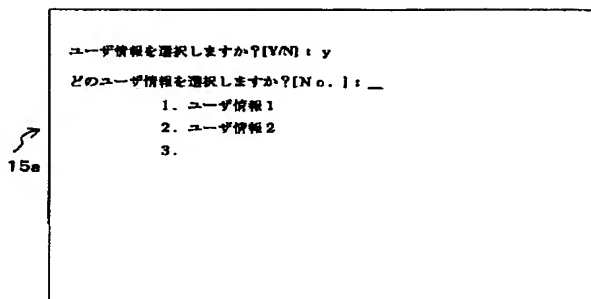 ユーザ情報を選択しますか?[Y/N]: y
どのユーザ情報を選択しますか?[No.]: _
1. ユーザ情報1
2. ユーザ情報2
3.
15a